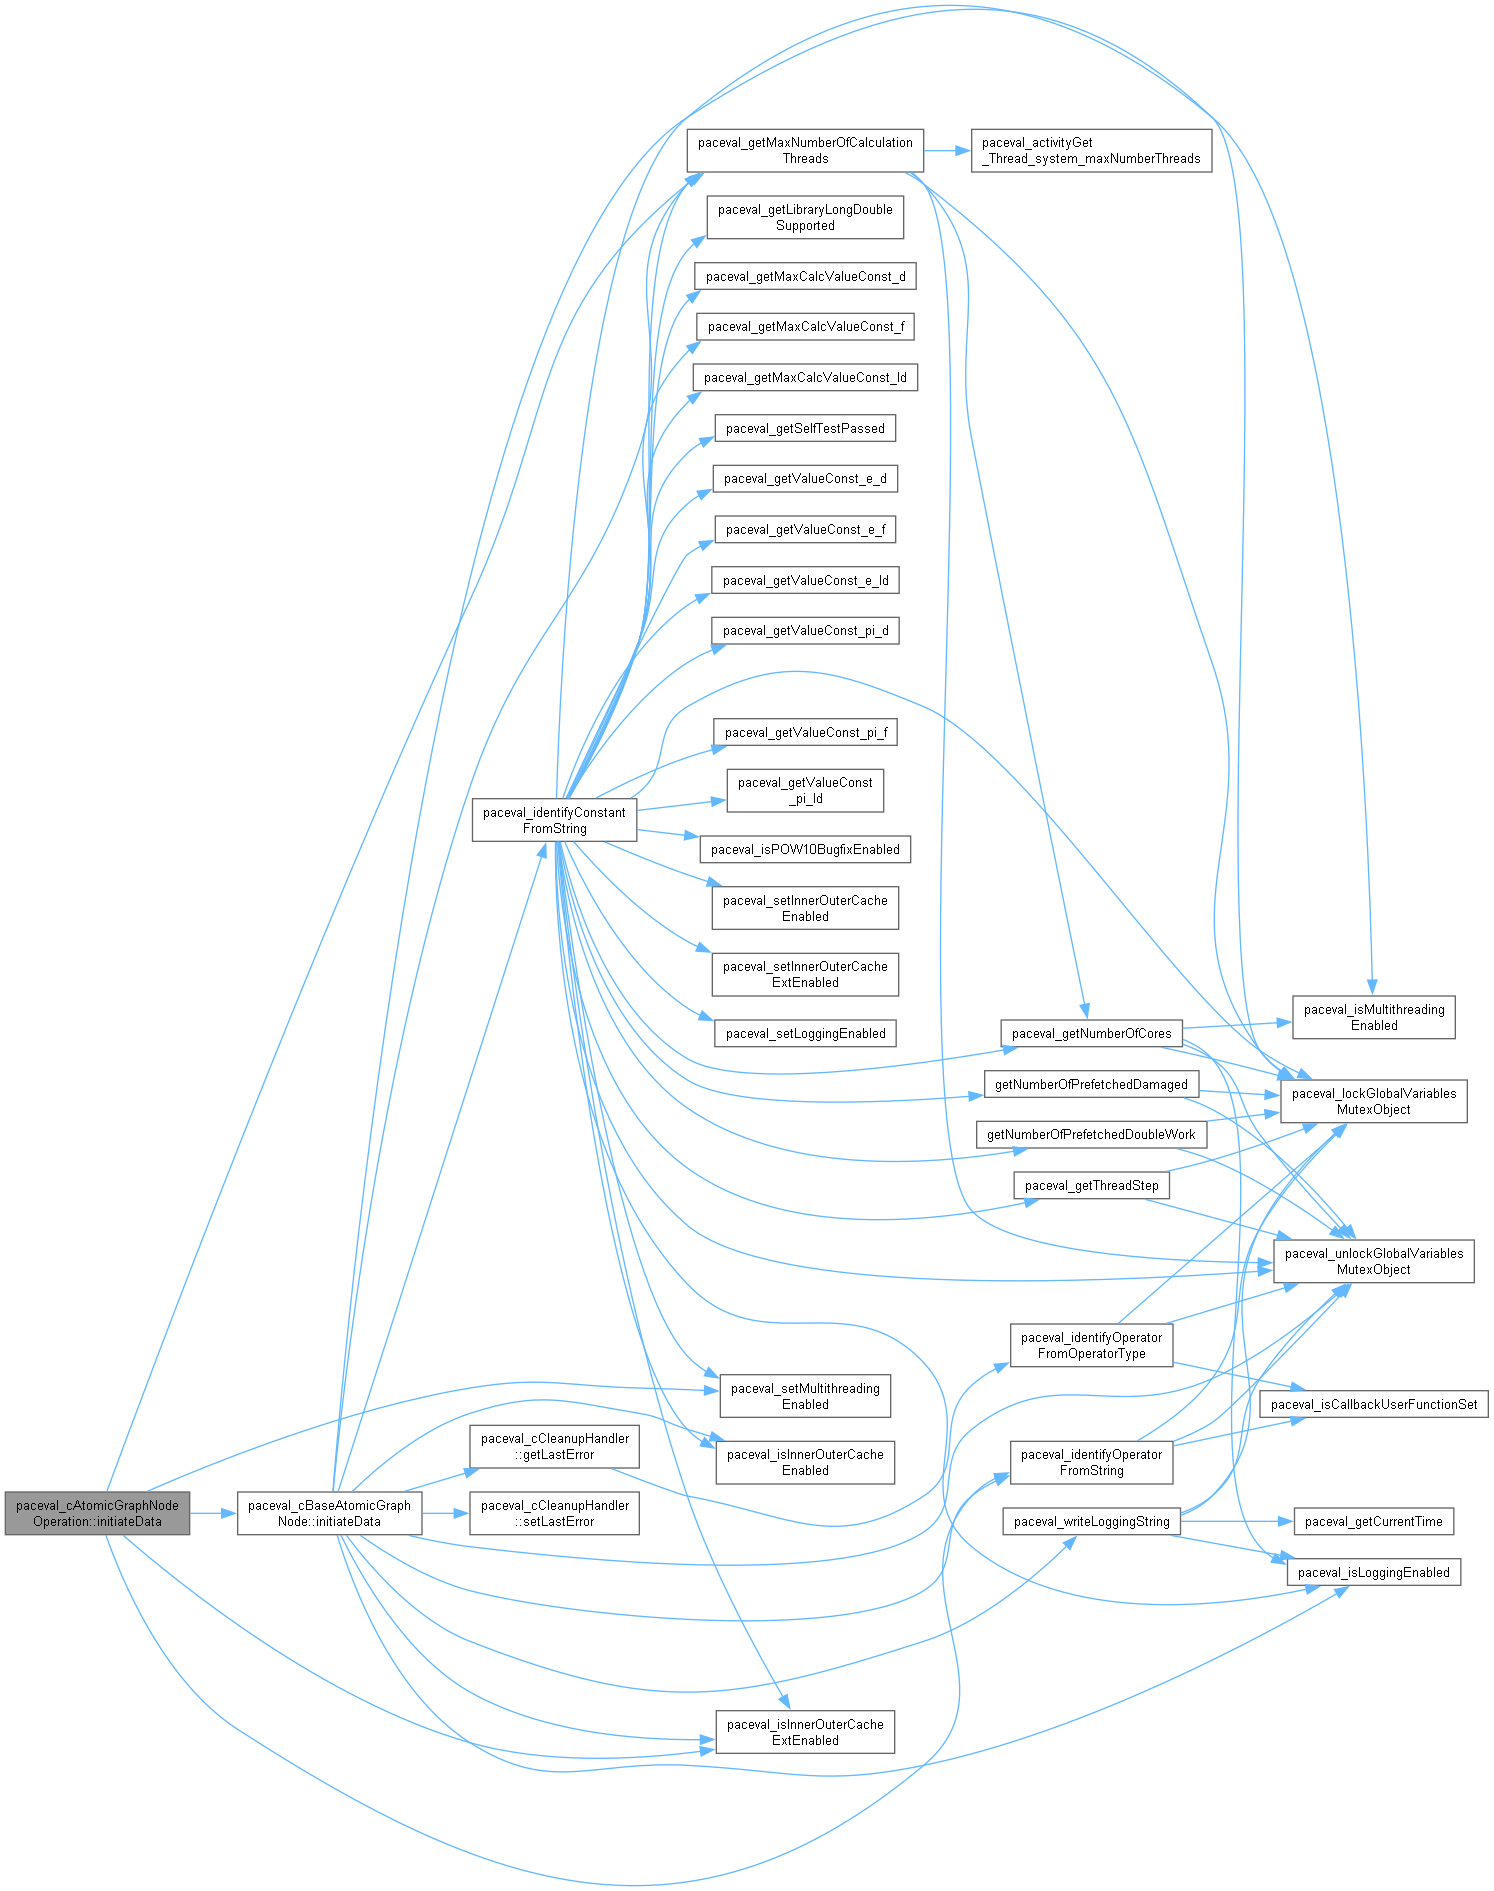 paceval_getMaxNumberOfCalculation
Threads
paceval_activityGet
_Thread_system_maxNumberThreads
paceval_getLibraryLongDouble
Supported
paceval_getMaxCalcValueConst_d
paceval_getMaxCalcValueConst_f
paceval_getMaxCalcValueConst_ld
paceval_getSelfTestPassed
paceval_getValueConst_e_d
paceval_getValueConst_e_f
paceval_getValueConst_e_ld
paceval_getValueConst_pi_d
paceval_getValueConst_pi_f
paceval_getValueConst
_pi_ld
paceval_identifyConstant
FromString
paceval_isPOW10BugfixEnabled
paceval_setInnerOuterCache
Enabled
paceval_setInnerOuterCache
ExtEnabled
paceval_setLoggingEnabled
paceval_isMultithreading
Enabled
paceval_getNumberOfCores
getNumberOfPrefetchedDamaged
paceval_lockGlobalVariables
MutexObject
getNumberOfPrefetchedDoubleWork
paceval_getThreadStep
paceval_unlockGlobalVariables
MutexObject
paceval_identifyOperator
FromOperatorType
paceval_setMultithreading
Enabled
paceval_isCallbackUserFunctionSet
paceval_cCleanupHandler
::getLastError
paceval_isInnerOuterCache
Enabled
paceval_identifyOperator
FromString
paceval_cAtomicGraphNode
Operation::initiateData
paceval_cBaseAtomicGraph
Node::initiateData
paceval_cCleanupHandler
::setLastError
paceval_writeLoggingString
paceval_getCurrentTime
paceval_isLoggingEnabled
paceval_isInnerOuterCache
ExtEnabled